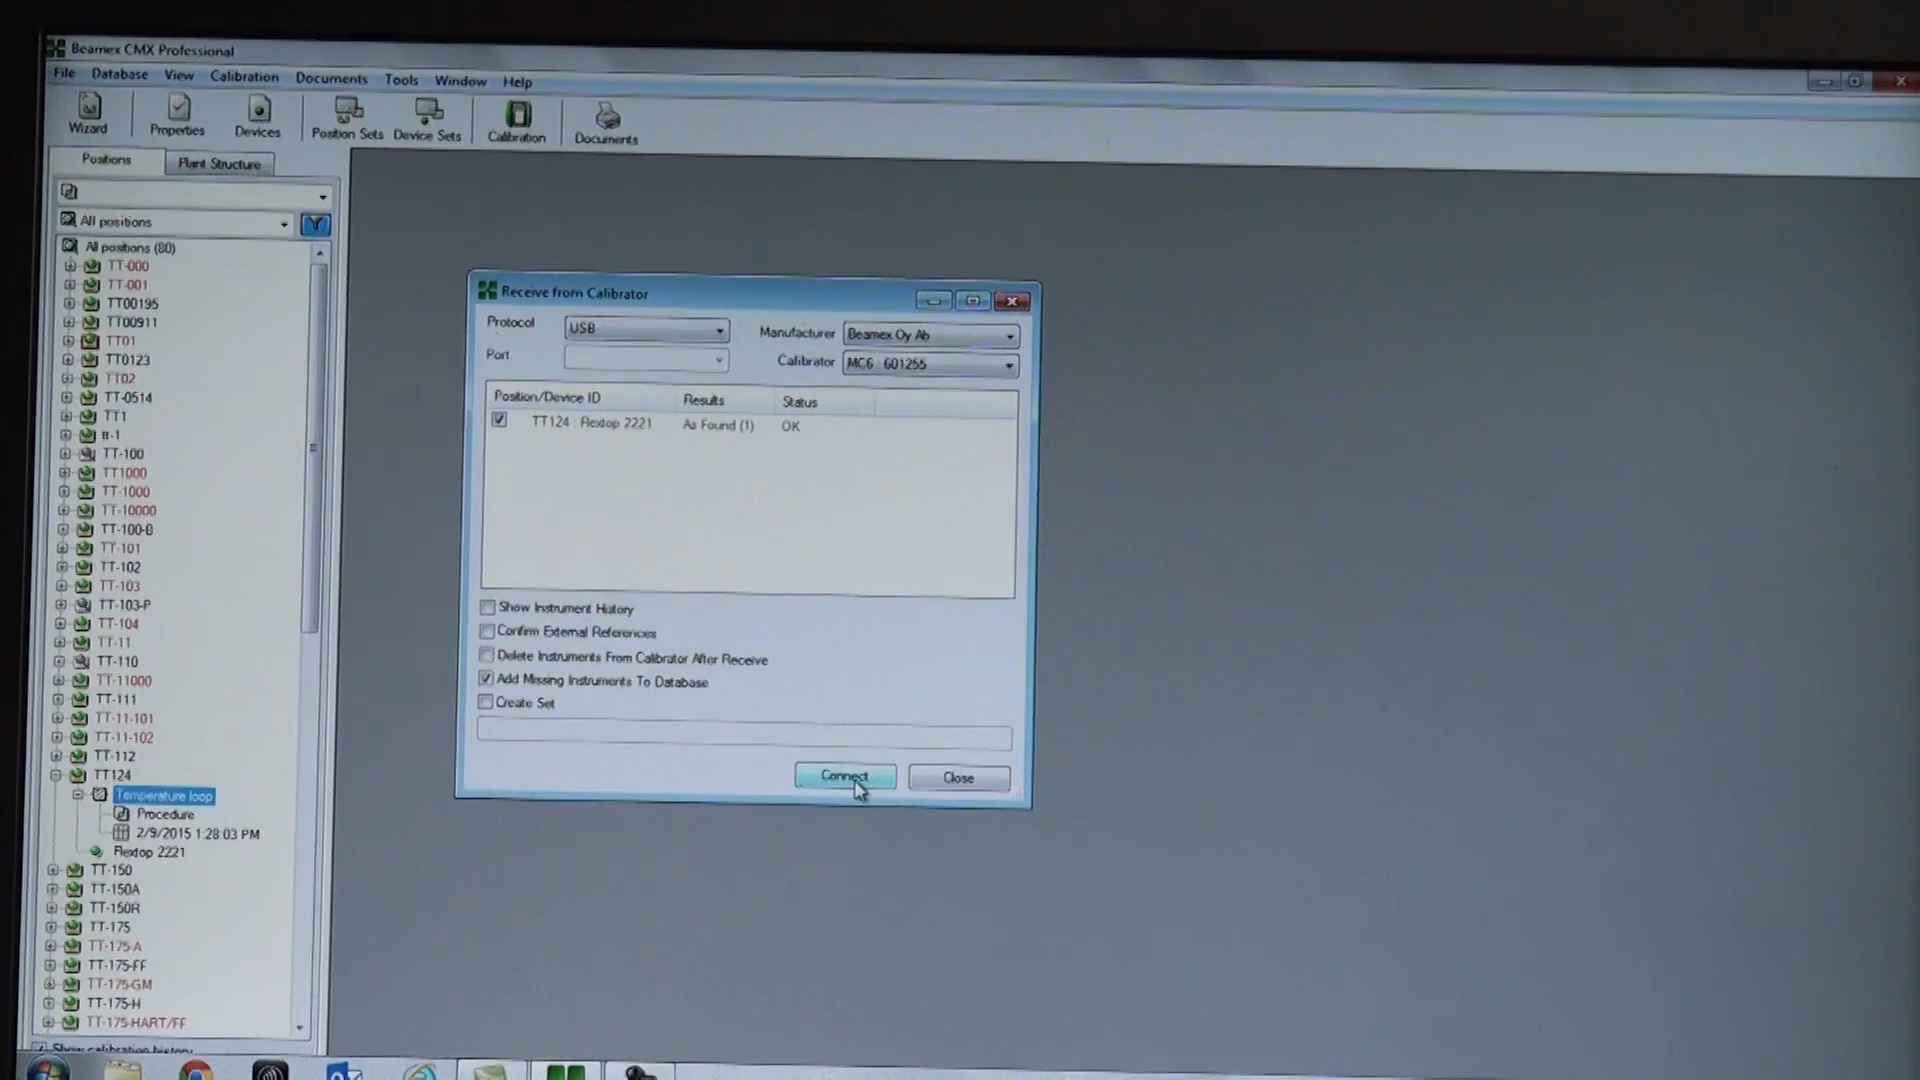 Beamex CMX Professional
File Database View Calibration Documents Tools Window Help
Wizard Properties Devices Position Sets Device Sets Calibration Documents
Positions Plant Structure
All positions
All positions (80)
TT-000
TT-001
TT00195
TT00911
TT01
TT0123
TT02
TT-0514
TT1
tt-1
TT-100
TT1000
TT-1000
TT-10000
TT-100-B
TT-101
TT-102
TT-103
TT-103-P
TT-104
TT-11
TT-110
TT-11000
TT-111
TT-11-101
TT-11-102
TT-112
TT124
Temperature loop
Procedure
2/9/2015 1:28:03 PM
Flextop 2221
TT-150
TT-150A
TT-150R
TT-175
TT-175-A
TT-175-FF
TT-175-GM
TT-175-H
TT-175-HART/FF
Show calibration history
Receive from Calibrator
Protocol USB Manufacturer Beamex Oy Ab
Port Calibrator MC6 : 601255
Position/Device ID Results Status
TT124 : Flextop 2221 As Found (1) OK
Show Instrument History
Confirm External References
Delete Instruments From Calibrator After Receive
Add Missing Instruments To Database
Create Set
Connect Close